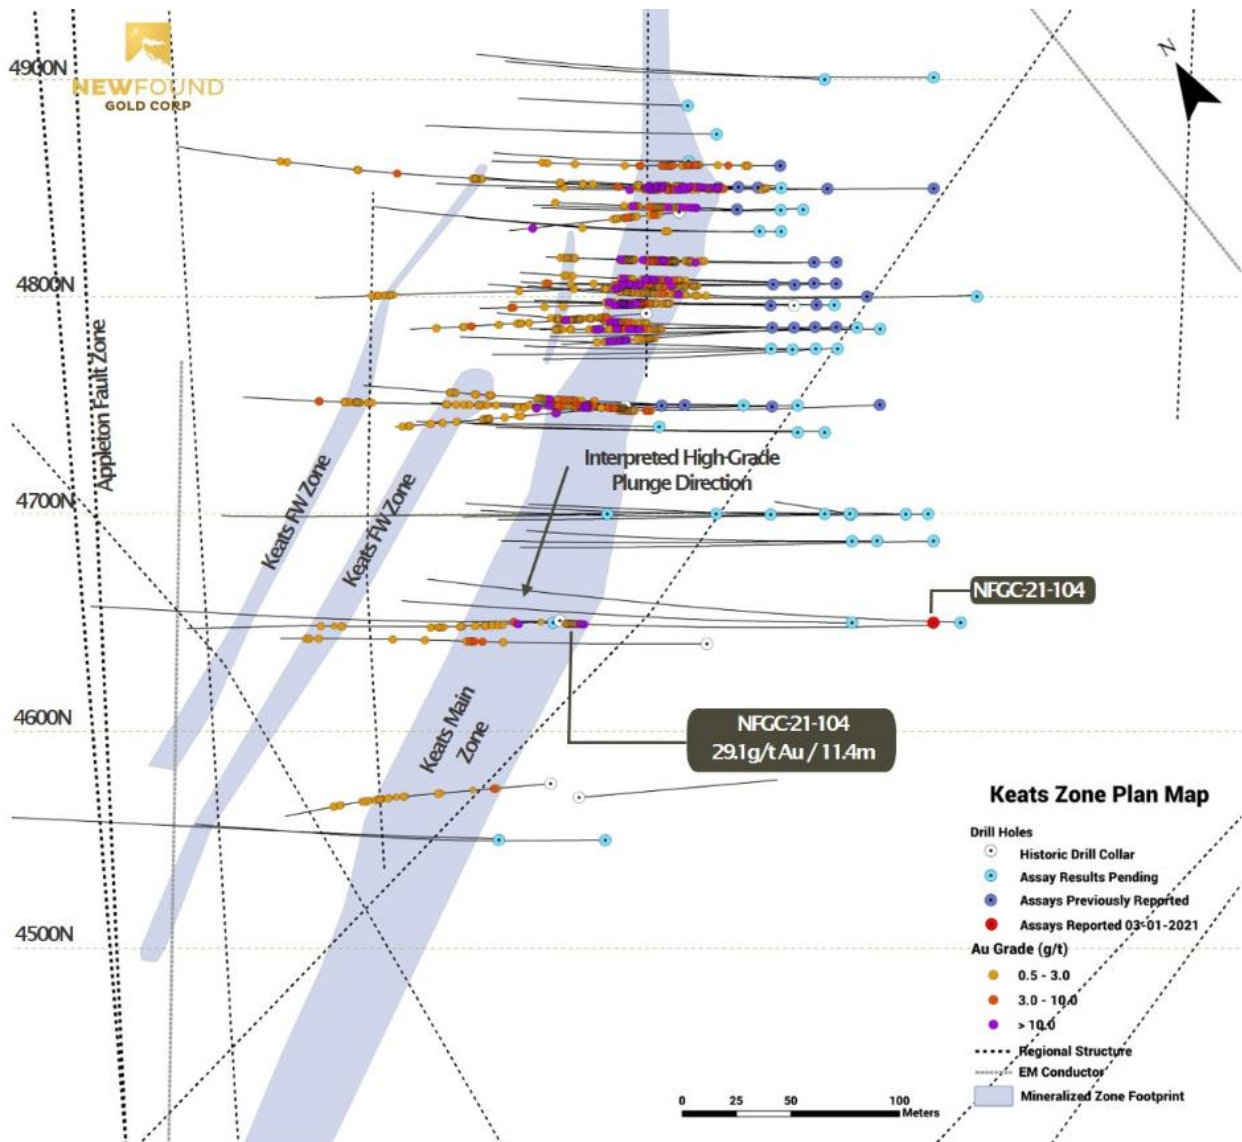 NEWFOUND
GOLD CORP
N
4900N
4800N
4700N
4600N
4500N
Appleton Fault Zone
Keats FW Zone
Keats FW Zone
Keats Main
Zone
Interpreted High-Grade
Plunge Direction
NFGC-21-104
NFGC-21-104
29.1g/t Au / 11.4m
Keats Zone Plan Map
Drill Holes
Historic Drill Collar
Assay Results Pending
Assays Previously Reported
Assays Reported 03-01-2021
Au Grade (g/t)
0.5 - 3.0
3.0 - 10.0
> 10.0
Regional Structure
EM Conductor
Mineralized Zone Footprint
0 25 50 100
Meters